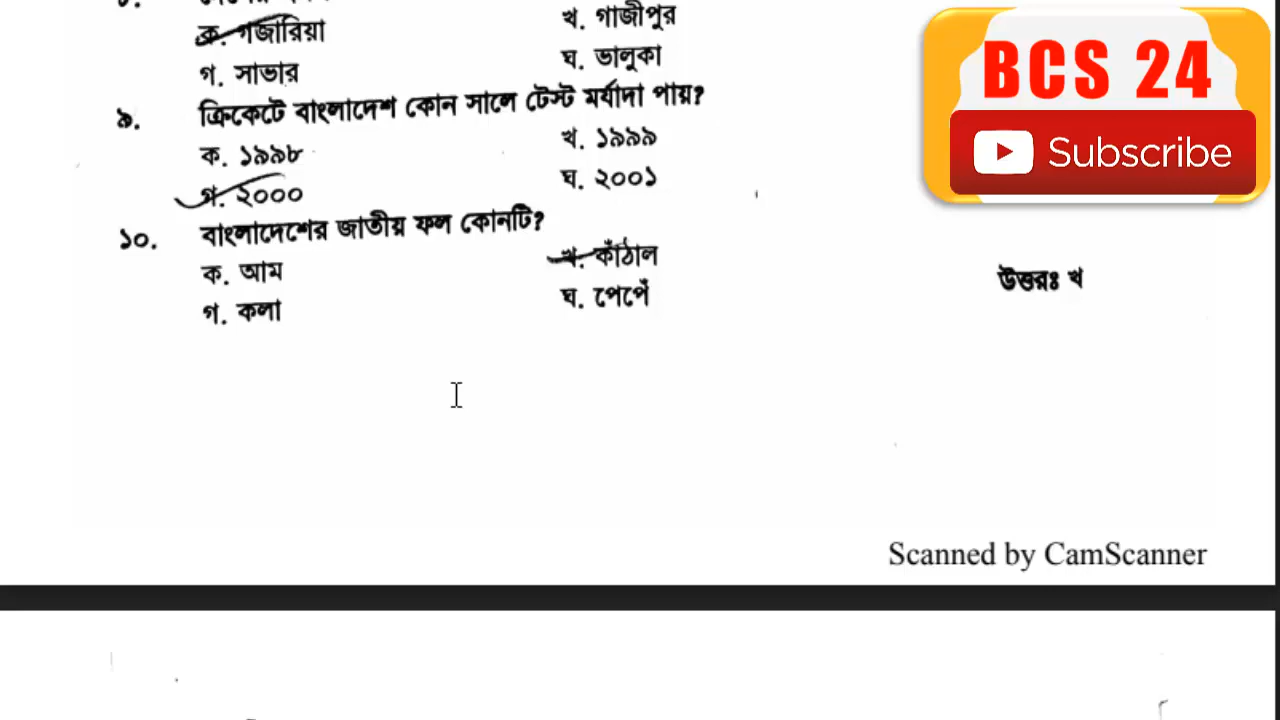 ক. গজারিয়া
খ. গাজীপুর
গ. সাভার
ঘ. ভালুকা
৯. ক্রিকেটে বাংলাদেশ কোন সালে টেস্ট মর্যাদা পায়?
ক. ১৯৯৮
খ. ১৯৯৯
গ. ২০০০
ঘ. ২০০১
১০. বাংলাদেশের জাতীয় ফল কোনটি?
ক. আম
খ. কাঁঠাল
গ. কলা
ঘ. পেপেঁ
উত্তরঃ খ
BCS 24
Subscribe
Scanned by CamScanner